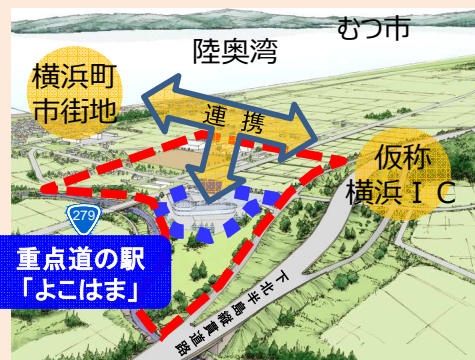 むつ市
陸奥湾
横浜町
市街地
連携
仮称
横浜IC
279
重点道の駅
「よこはま」
下北半島縦貫道路